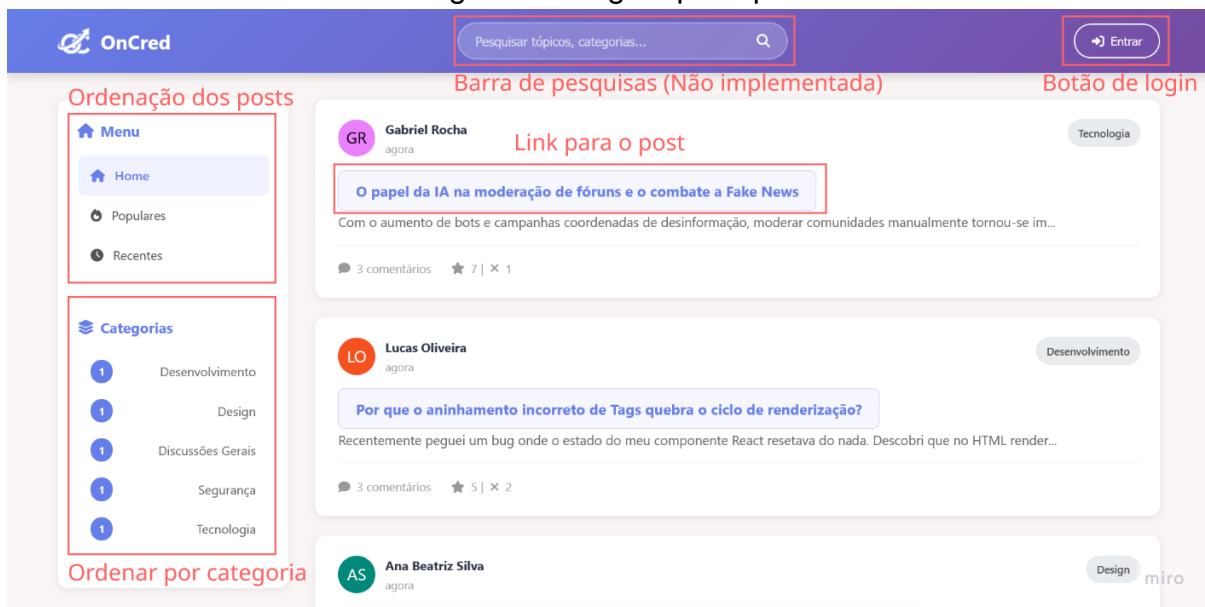 OnCred
Pesquisar tópicos, categorias...
Entrar
Barra de pesquisas (Não implementada)
Botão de login
Ordenação dos posts
Menu
Home
Populares
Recentes
Categorias
1 Desenvolvimento
1 Design
1 Discussões Gerais
1 Segurança
1 Tecnologia
Ordenar por categoria
GR
Gabriel Rocha
agora
Tecnologia
Link para o post
O papel da IA na moderação de fóruns e o combate a Fake News
Com o aumento de bots e campanhas coordenadas de desinformação, moderar comunidades manualmente tornou-se im...
3 comentários 7 | × 1
LO
Lucas Oliveira
agora
Desenvolvimento
Por que o aninhamento incorreto de Tags quebra o ciclo de renderização?
Recentemente peguei um bug onde o estado do meu componente React resetava do nada. Descobri que no HTML render...
3 comentários 5 | × 2
AS
Ana Beatriz Silva
agora
Design
miro